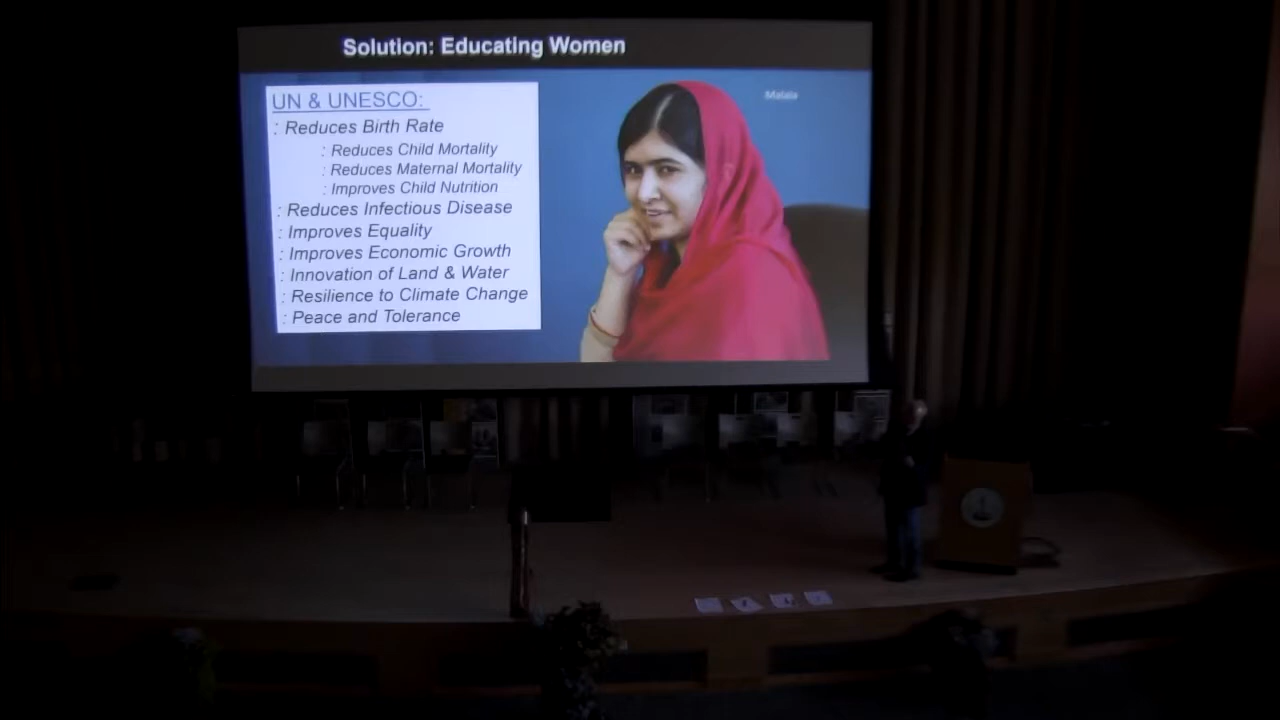 Solution: Educating Women
UN & UNESCO:
: Reduces Birth Rate
: Reduces Child Mortality
: Reduces Maternal Mortality
: Improves Child Nutrition
: Reduces Infectious Disease
: Improves Equality
: Improves Economic Growth
: Innovation of Land & Water
: Resilience to Climate Change
: Peace and Tolerance
Malala